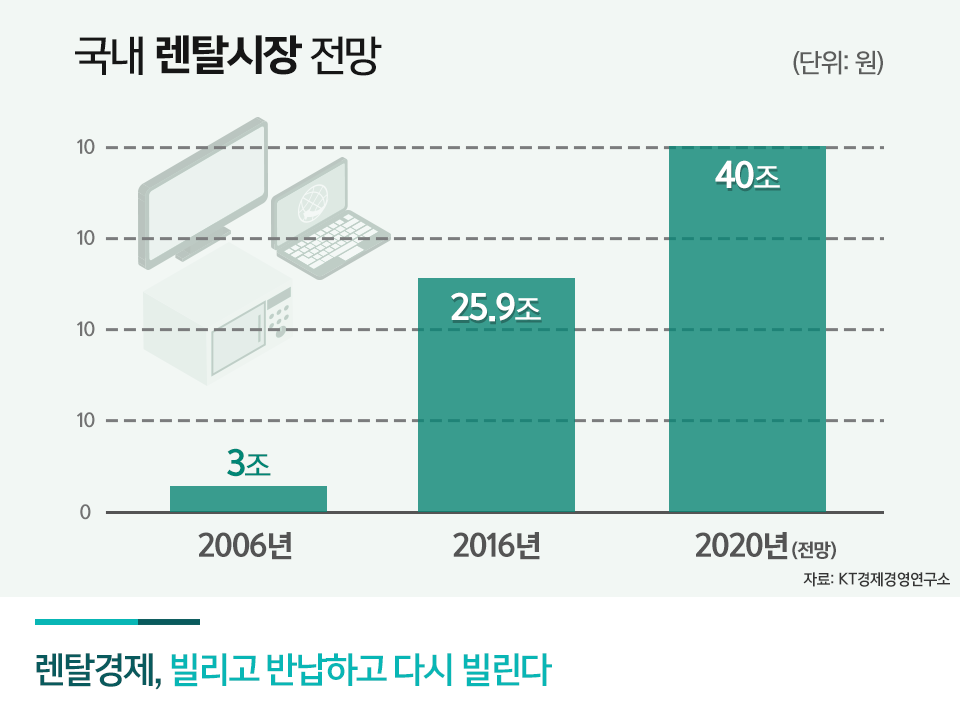 국내 렌탈시장 전망
(단위: 원)
10
10
10
10
0
40조
25.9조
3조
2006년
2016년
2020년(전망)
자료: KT경제경영연구소
렌탈경제, 빌리고 반납하고 다시 빌린다